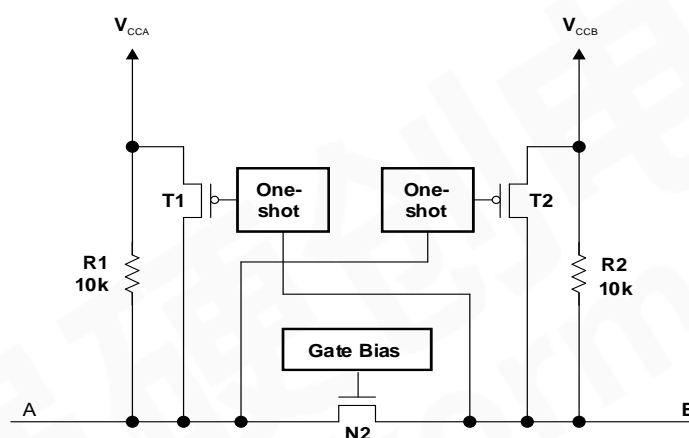 VCCA
VCCB
One-
shot
One-
shot
T1
T2
R1
10k
R2
10k
Gate Bias
A
N2